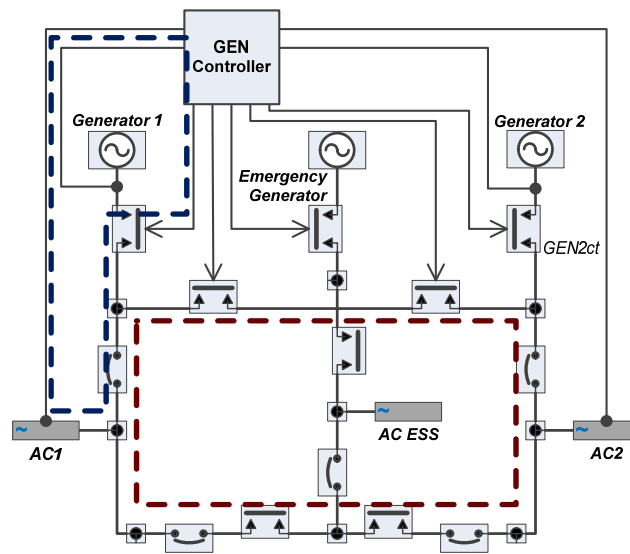 GEN
Controller
Generator 1
Generator 2
Emergency
Generator
GEN2ct
AC ESS
AC1
AC2